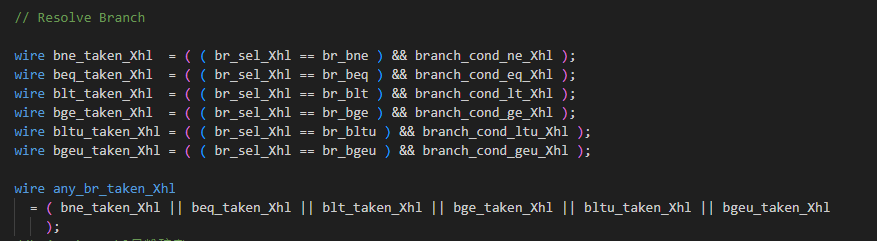 // Resolve Branch
wire bne_taken_Xhl  = ( ( br_sel_Xhl == br_bne ) && branch_cond_ne_Xhl );
wire beq_taken_Xhl  = ( ( br_sel_Xhl == br_beq ) && branch_cond_eq_Xhl );
wire blt_taken_Xhl  = ( ( br_sel_Xhl == br_blt ) && branch_cond_lt_Xhl );
wire bge_taken_Xhl  = ( ( br_sel_Xhl == br_bge ) && branch_cond_ge_Xhl );
wire bltu_taken_Xhl = ( ( br_sel_Xhl == br_bltu ) && branch_cond_ltu_Xhl );
wire bgeu_taken_Xhl = ( ( br_sel_Xhl == br_bgeu ) && branch_cond_geu_Xhl );
wire any_br_taken_Xhl
  = ( bne_taken_Xhl || beq_taken_Xhl || blt_taken_Xhl || bge_taken_Xhl || bltu_taken_Xhl || bgeu_taken_Xhl
    );